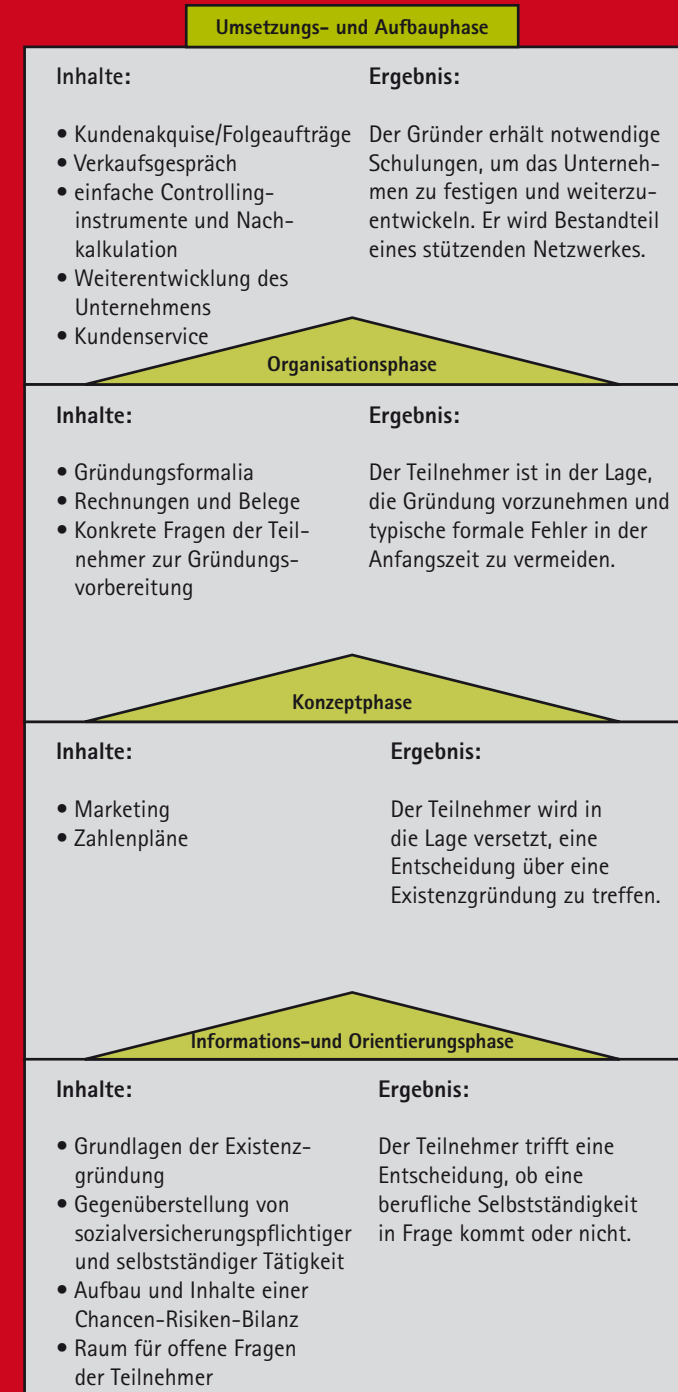 Umsetzungs- und Aufbauphase
Inhalte:
• Kundenakquise/Folgeaufträge
• Verkaufsgespräch
• einfache Controlling-
instrumente und Nach-
kalkulation
• Weiterentwicklung des
Unternehmens
• Kundenservice
Ergebnis:
Der Gründer erhält notwendige
Schulungen, um das Unterneh-
men zu festigen und weiterzu-
entwickeln. Er wird Bestandteil
eines stützenden Netzwerkes.
Organisationsphase
Inhalte:
• Gründungsformalia
• Rechnungen und Belege
• Konkrete Fragen der Teil-
nehmer zur Gründungs-
vorbereitung
Ergebnis:
Der Teilnehmer ist in der Lage,
die Gründung vorzunehmen und
typische formale Fehler in der
Anfangszeit zu vermeiden.
Konzeptphase
Inhalte:
• Marketing
• Zahlenpläne
Ergebnis:
Der Teilnehmer wird in
die Lage versetzt, eine
Entscheidung über eine
Existenzgründung zu treffen.
Informations-und Orientierungsphase
Inhalte:
• Grundlagen der Existenz-
gründung
• Gegenüberstellung von
sozialversicherungspflichtiger
und selbstständiger Tätigkeit
• Aufbau und Inhalte einer
Chancen-Risiken-Bilanz
• Raum für offene Fragen
der Teilnehmer
Ergebnis:
Der Teilnehmer trifft eine
Entscheidung, ob eine
berufliche Selbstständigkeit
in Frage kommt oder nicht.